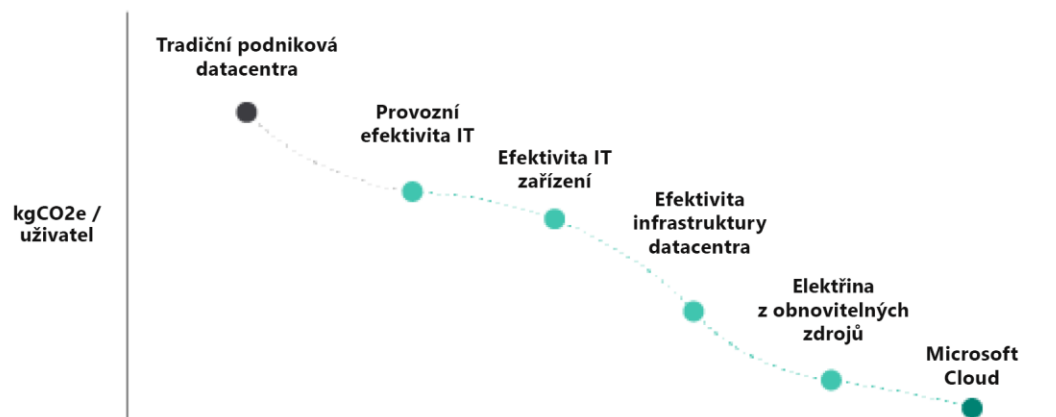 Tradiční podniková
datacentra
Provozní
efektivita IT
Efektivita IT
zařízení
Efektivita
infrastruktury
datacentra
kgCO2e /
uživatel
Elektřina
z obnovitelných
zdrojů
Microsoft
Cloud